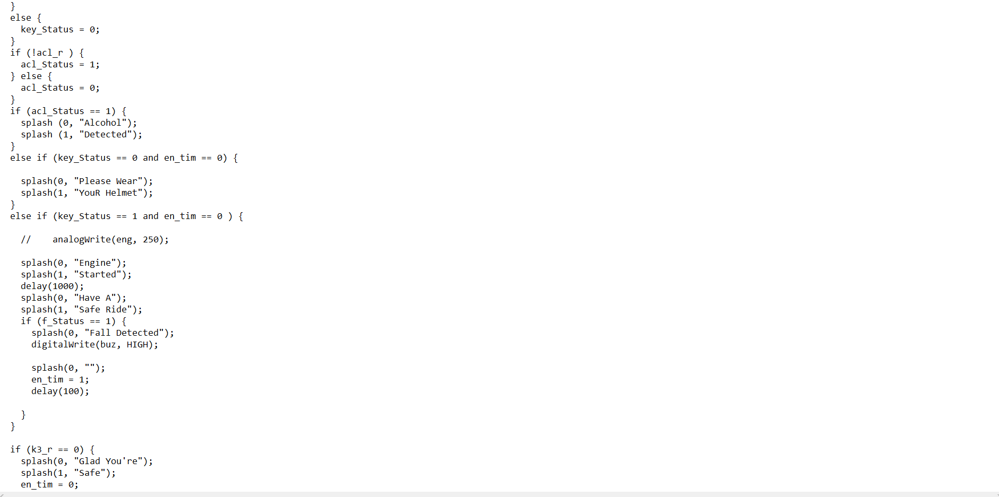 }
else {
  key_Status = 0;
}
if (!acl_r ) {
  acl_Status = 1;
} else {
  acl_Status = 0;
}
if (acl_Status == 1) {
  splash (0, "Alcohol");
  splash (1, "Detected");
}
else if (key_Status == 0 and en_tim == 0) {

  splash(0, "Please Wear");
  splash(1, "YouR Helmet");
}
else if (key_Status == 1 and en_tim == 0 ) {

  //    analogWrite(eng, 250);

  splash(0, "Engine");
  splash(1, "Started");
  delay(1000);
  splash(0, "Have A");
  splash(1, "Safe Ride");
  if (f_Status == 1) {
    splash(0, "Fall Detected");
    digitalWrite(buz, HIGH);

    splash(0, "");
    en_tim = 1;
    delay(100);

  }
}

if (k3_r == 0) {
  splash(0, "Glad You're");
  splash(1, "Safe");
  en_tim = 0;